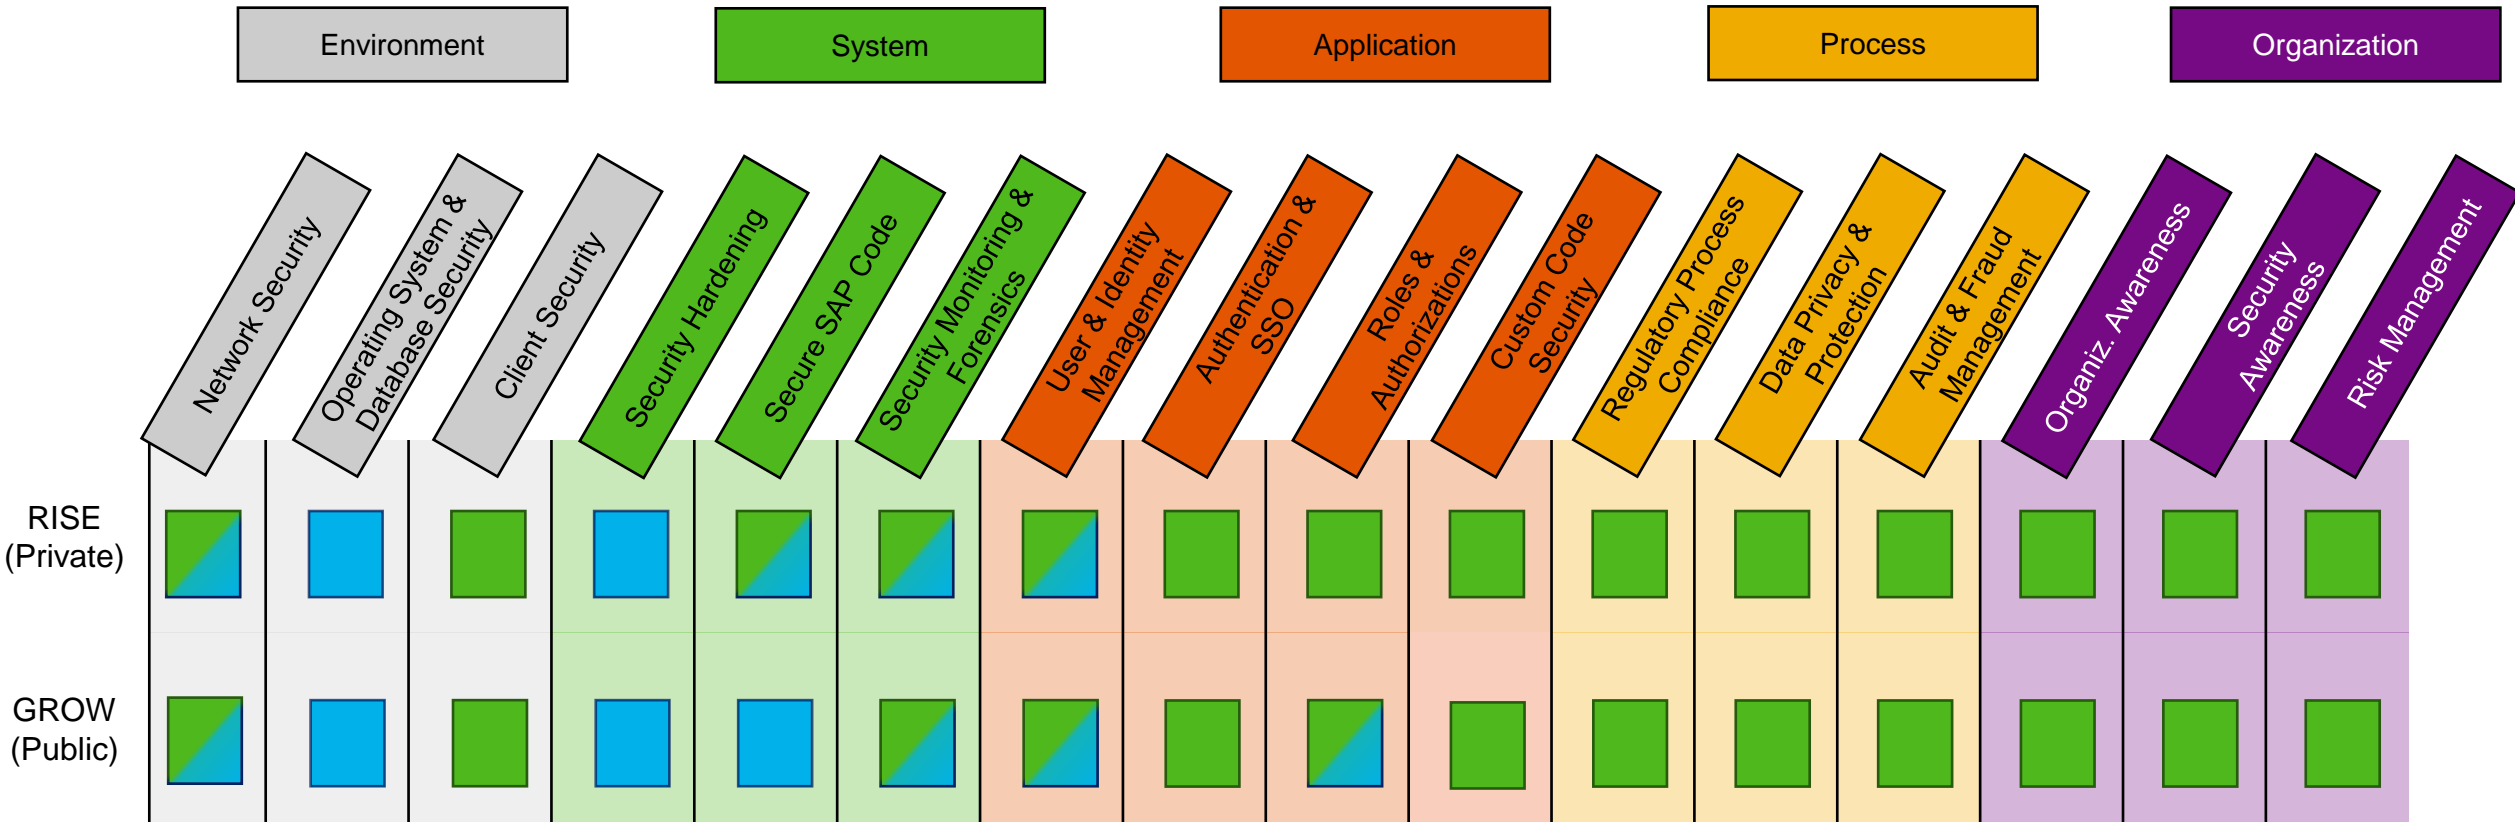 Environment
System
Application
Process
Organization
Network Security
Operating System &
Database Security
Client Security
Security Hardening
Secure SAP Code
Security Monitoring &
Forensics
User & Identity
Management
Authentication &
SSO
Roles &
Authorizations
Custom Code
Security
Regulatory Process
Compliance
Data Privacy &
Protection
Audit & Fraud
Management
Organiz. Awareness
Security
Awareness
Risk Management
RISE
(Private)
GROW
(Public)